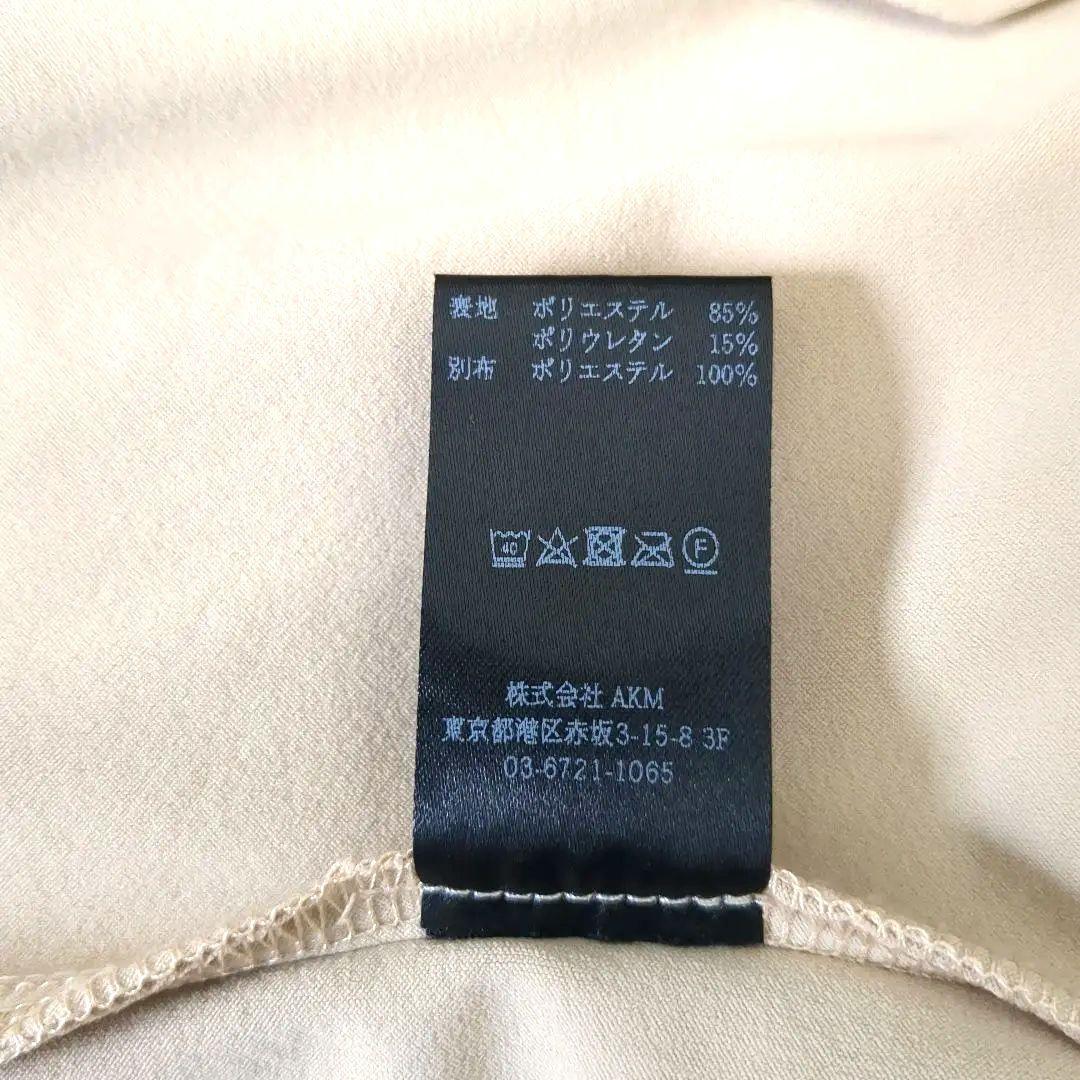 表地 ポリエステル 85%
ポリウレタン 15%
別布 ポリエステル 100%
40 F
株式会社 AKM
東京都港区赤坂3-15-8 3F
03-6721-1065